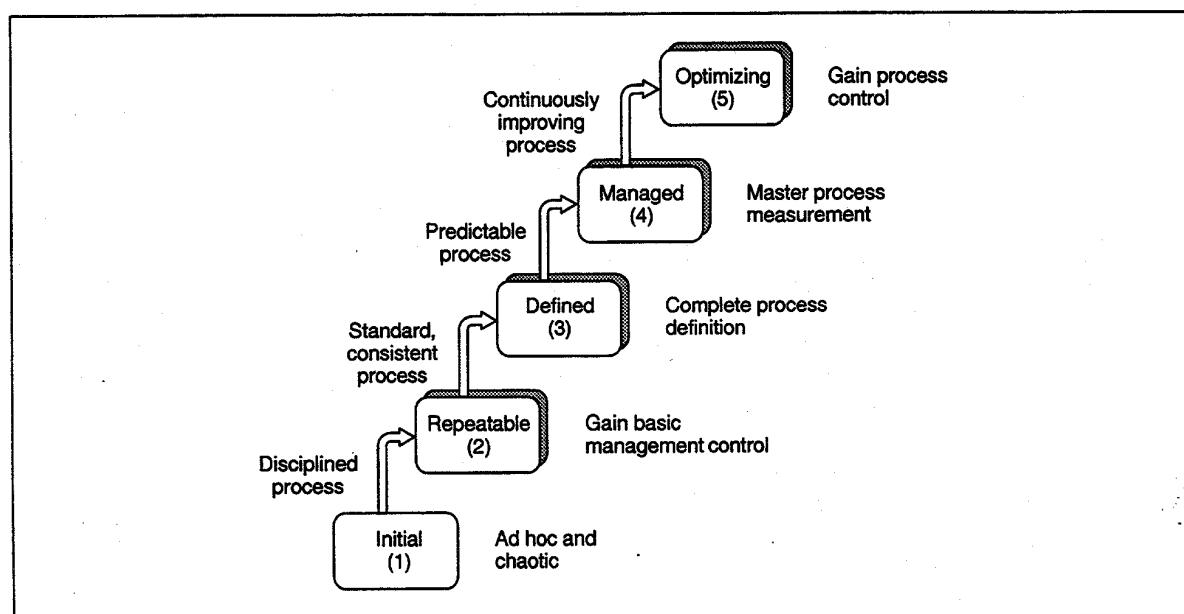 Optimizing
(5)
Gain process
control
Continuously
improving
process
Managed
(4)
Master process
measurement
Predictable
process
Defined
(3)
Complete process
definition
Standard,
consistent
process
Repeatable
(2)
Gain basic
management control
Disciplined
process
Initial
(1)
Ad hoc and
chaotic